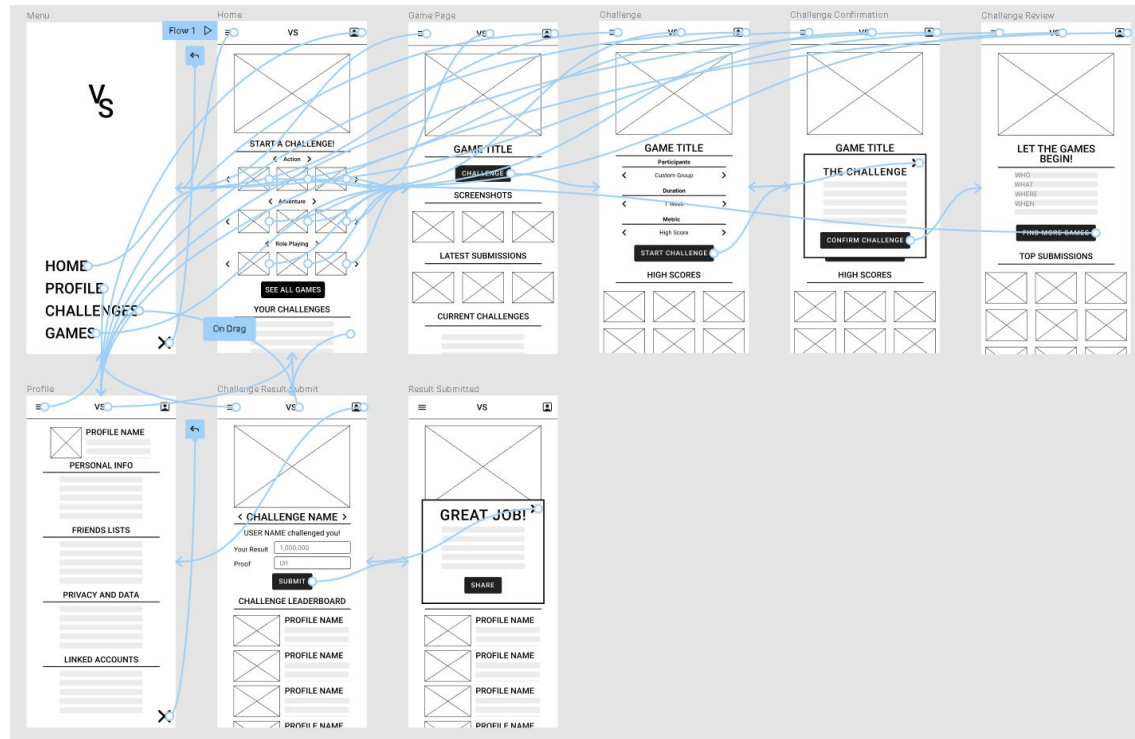 Menu
Home
Game Page
Challenge
Challenge Confirmation
Challenge Review
Flow 1
VS
HOME
PROFILE
CHALLENGES
GAMES
VS
START A CHALLENGE!
Action
Adventure
Role Playing
SEE ALL GAMES
YOUR CHALLENGES
On Drag
VS
GAME TITLE
CHALLENGE
SCREENSHOTS
LATEST SUBMISSIONS
CURRENT CHALLENGES
VS
GAME TITLE
Participants
Custom Group
Duration
1 Week
Metric
High Score
START CHALLENGE
HIGH SCORES
VS
GAME TITLE
THE CHALLENGE
CONFIRM CHALLENGE
HIGH SCORES
VS
LET THE GAMES
BEGIN!
WHO
WHAT
WHERE
WHEN
FIND MORE GAMES
TOP SUBMISSIONS
Profile
Challenge Result Submit
Result Submitted
VS
PROFILE NAME
PERSONAL INFO
FRIENDS LISTS
PRIVACY AND DATA
LINKED ACCOUNTS
VS
< CHALLENGE NAME >
USER NAME challenged you!
Your Result 1,000,000
Proof Url
SUBMIT
CHALLENGE LEADERBOARD
PROFILE NAME
PROFILE NAME
PROFILE NAME
PROFILE NAME
VS
GREAT JOB!
SHARE
PROFILE NAME
PROFILE NAME
PROFILE NAME
PROFILE NAME